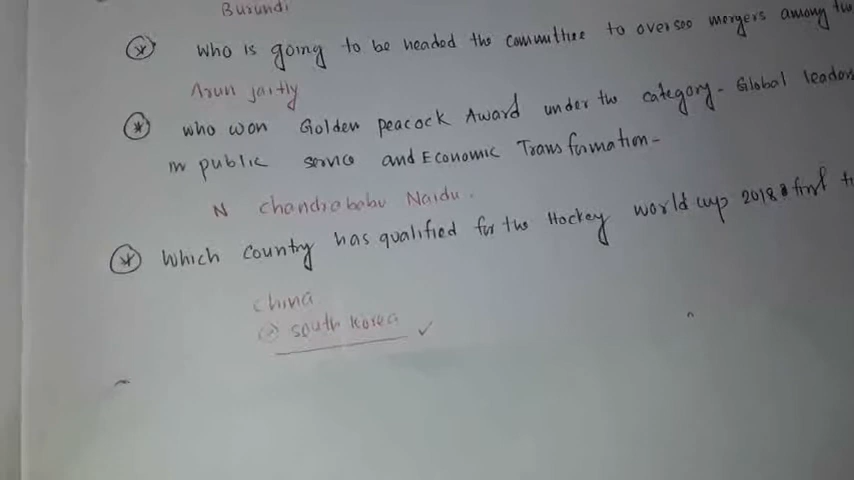 Burundi
(*) who is going to be headed the committee to oversee mergers among two
Arun jaitly
(*) who won Golden peacock Award under the category - Global leadors
in public service and Economic Transformation -
N chandrababu Naidu.
(*) which country has qualified for the Hockey world cup 2018 first
china
south Korea ✓